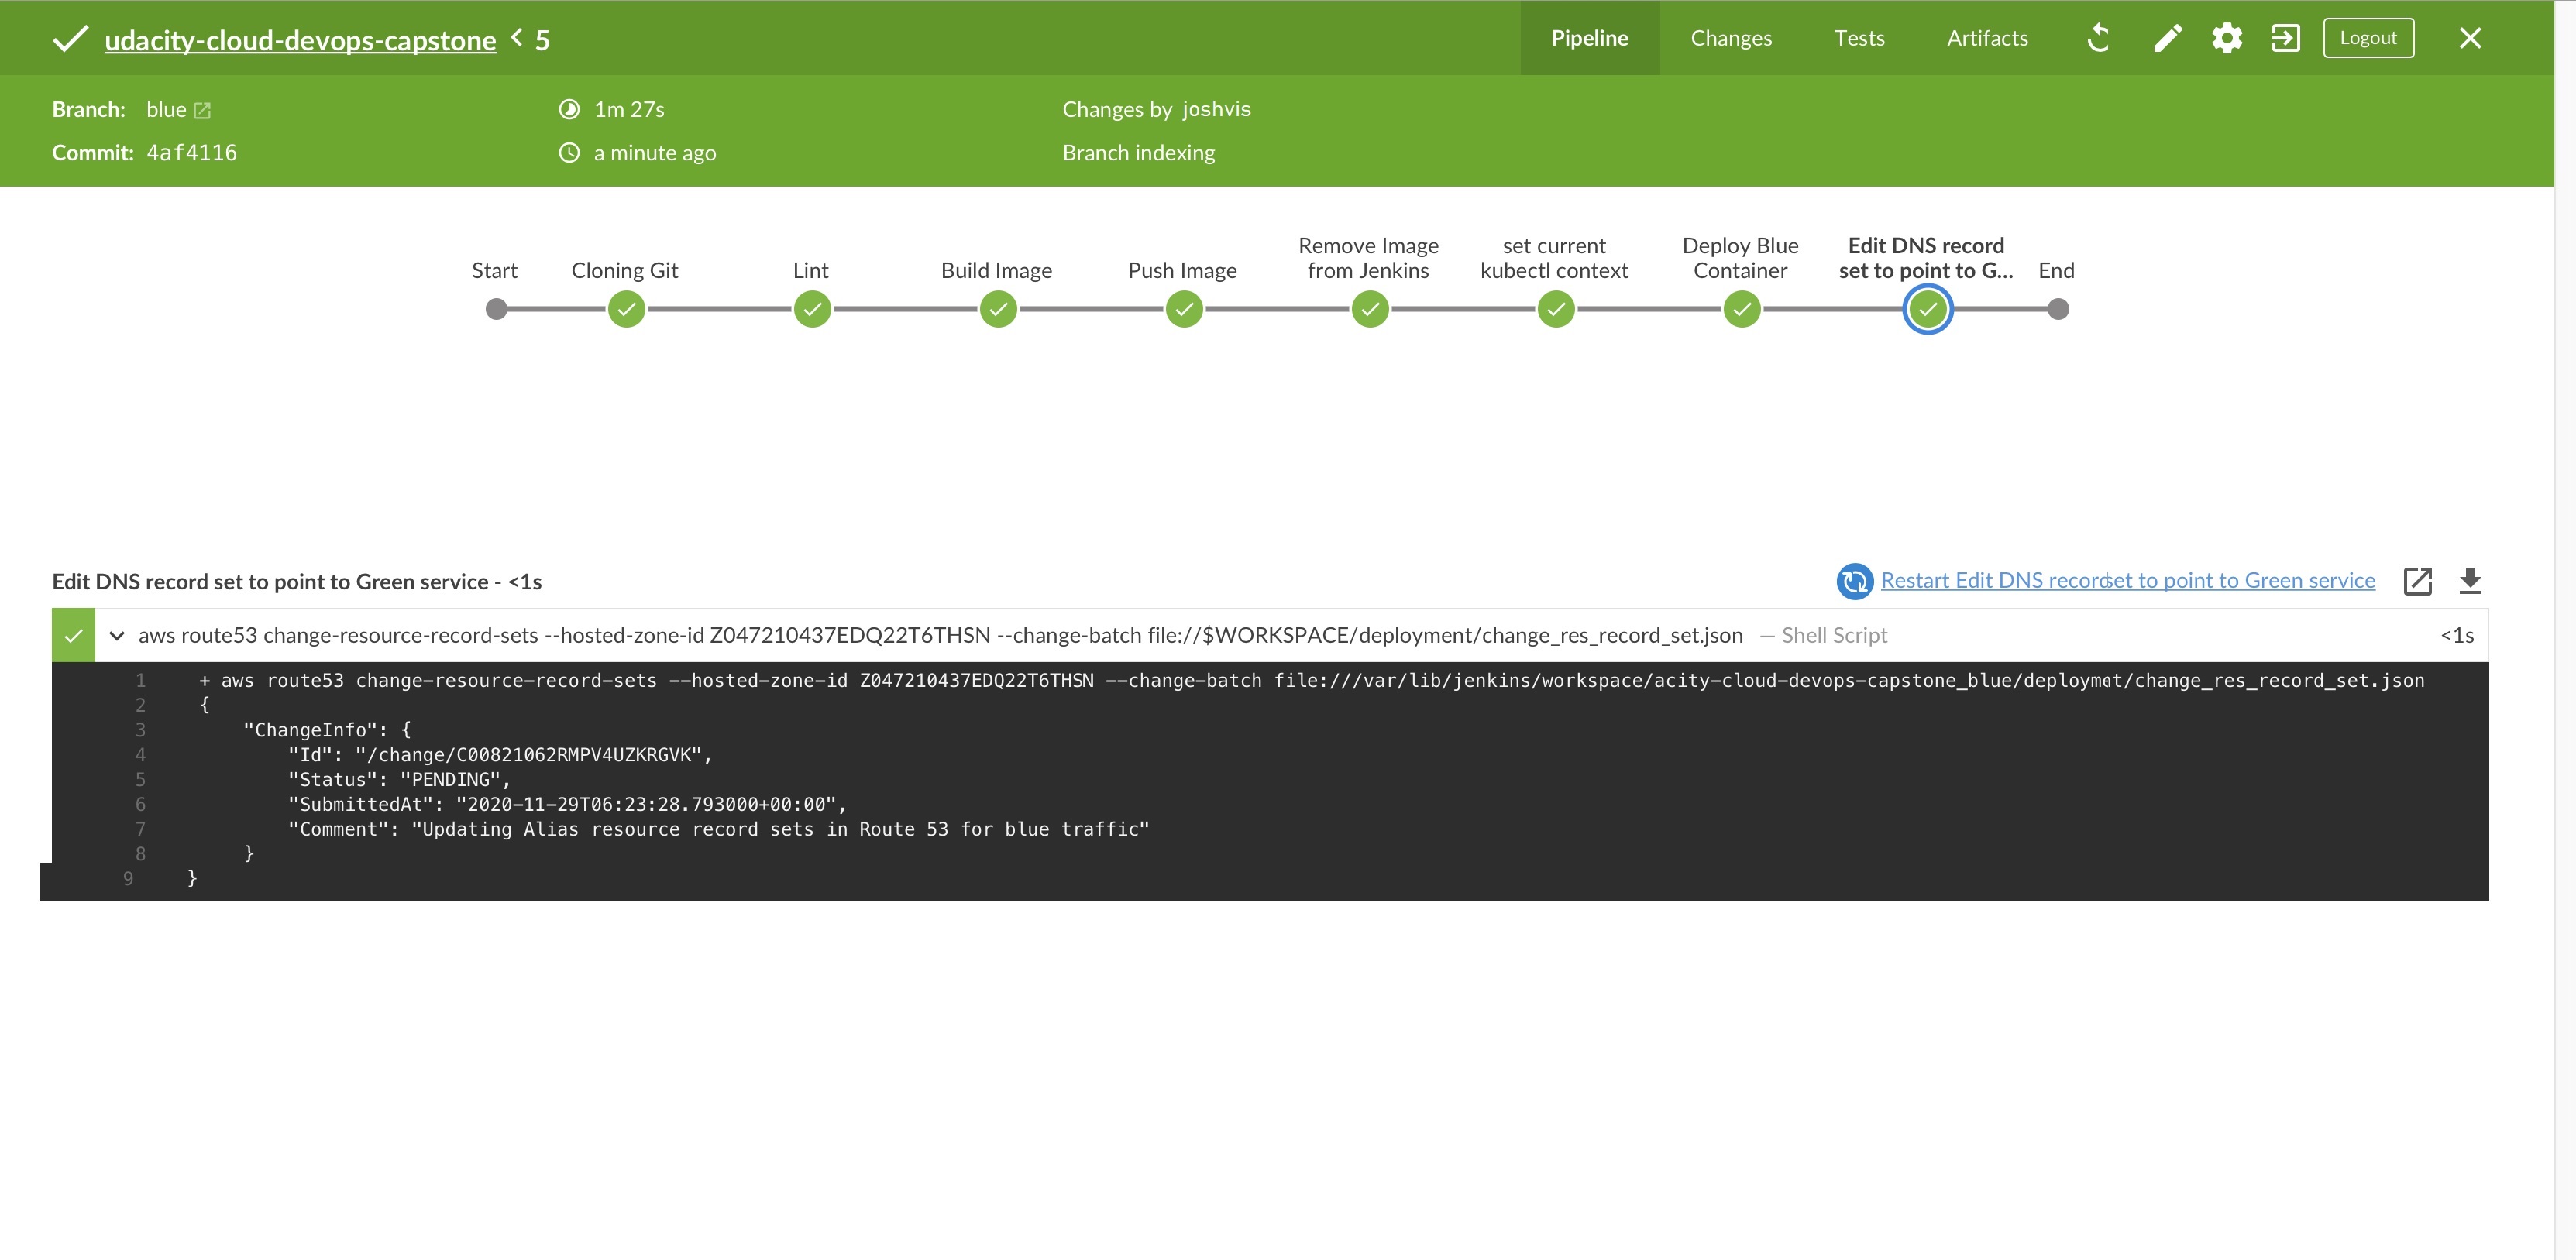 udacity-cloud-devops-capstone < 5
Pipeline Changes Tests Artifacts Logout
Branch: blue 1m 27s Changes by joshvis
Commit: 4af4116 a minute ago Branch indexing
Start Cloning Git Lint Build Image Push Image Remove Image from Jenkins set current kubectl context Deploy Blue Container Edit DNS record set to point to G... End
Edit DNS record set to point to Green service - <1s Restart Edit DNS recordset to point to Green service
aws route53 change-resource-record-sets --hosted-zone-id Z047210437EDQ22T6THSN --change-batch file://$WORKSPACE/deployment/change_res_record_set.json — Shell Script <1s
1 + aws route53 change-resource-record-sets --hosted-zone-id Z047210437EDQ22T6THSN --change-batch file:///var/lib/jenkins/workspace/acity-cloud-devops-capstone_blue/deploymet/change_res_record_set.json
2 {
3 "ChangeInfo": {
4 "Id": "/change/C00821062RMPV4UZKRGVK",
5 "Status": "PENDING",
6 "SubmittedAt": "2020-11-29T06:23:28.793000+00:00",
7 "Comment": "Updating Alias resource record sets in Route 53 for blue traffic"
8 }
9 }